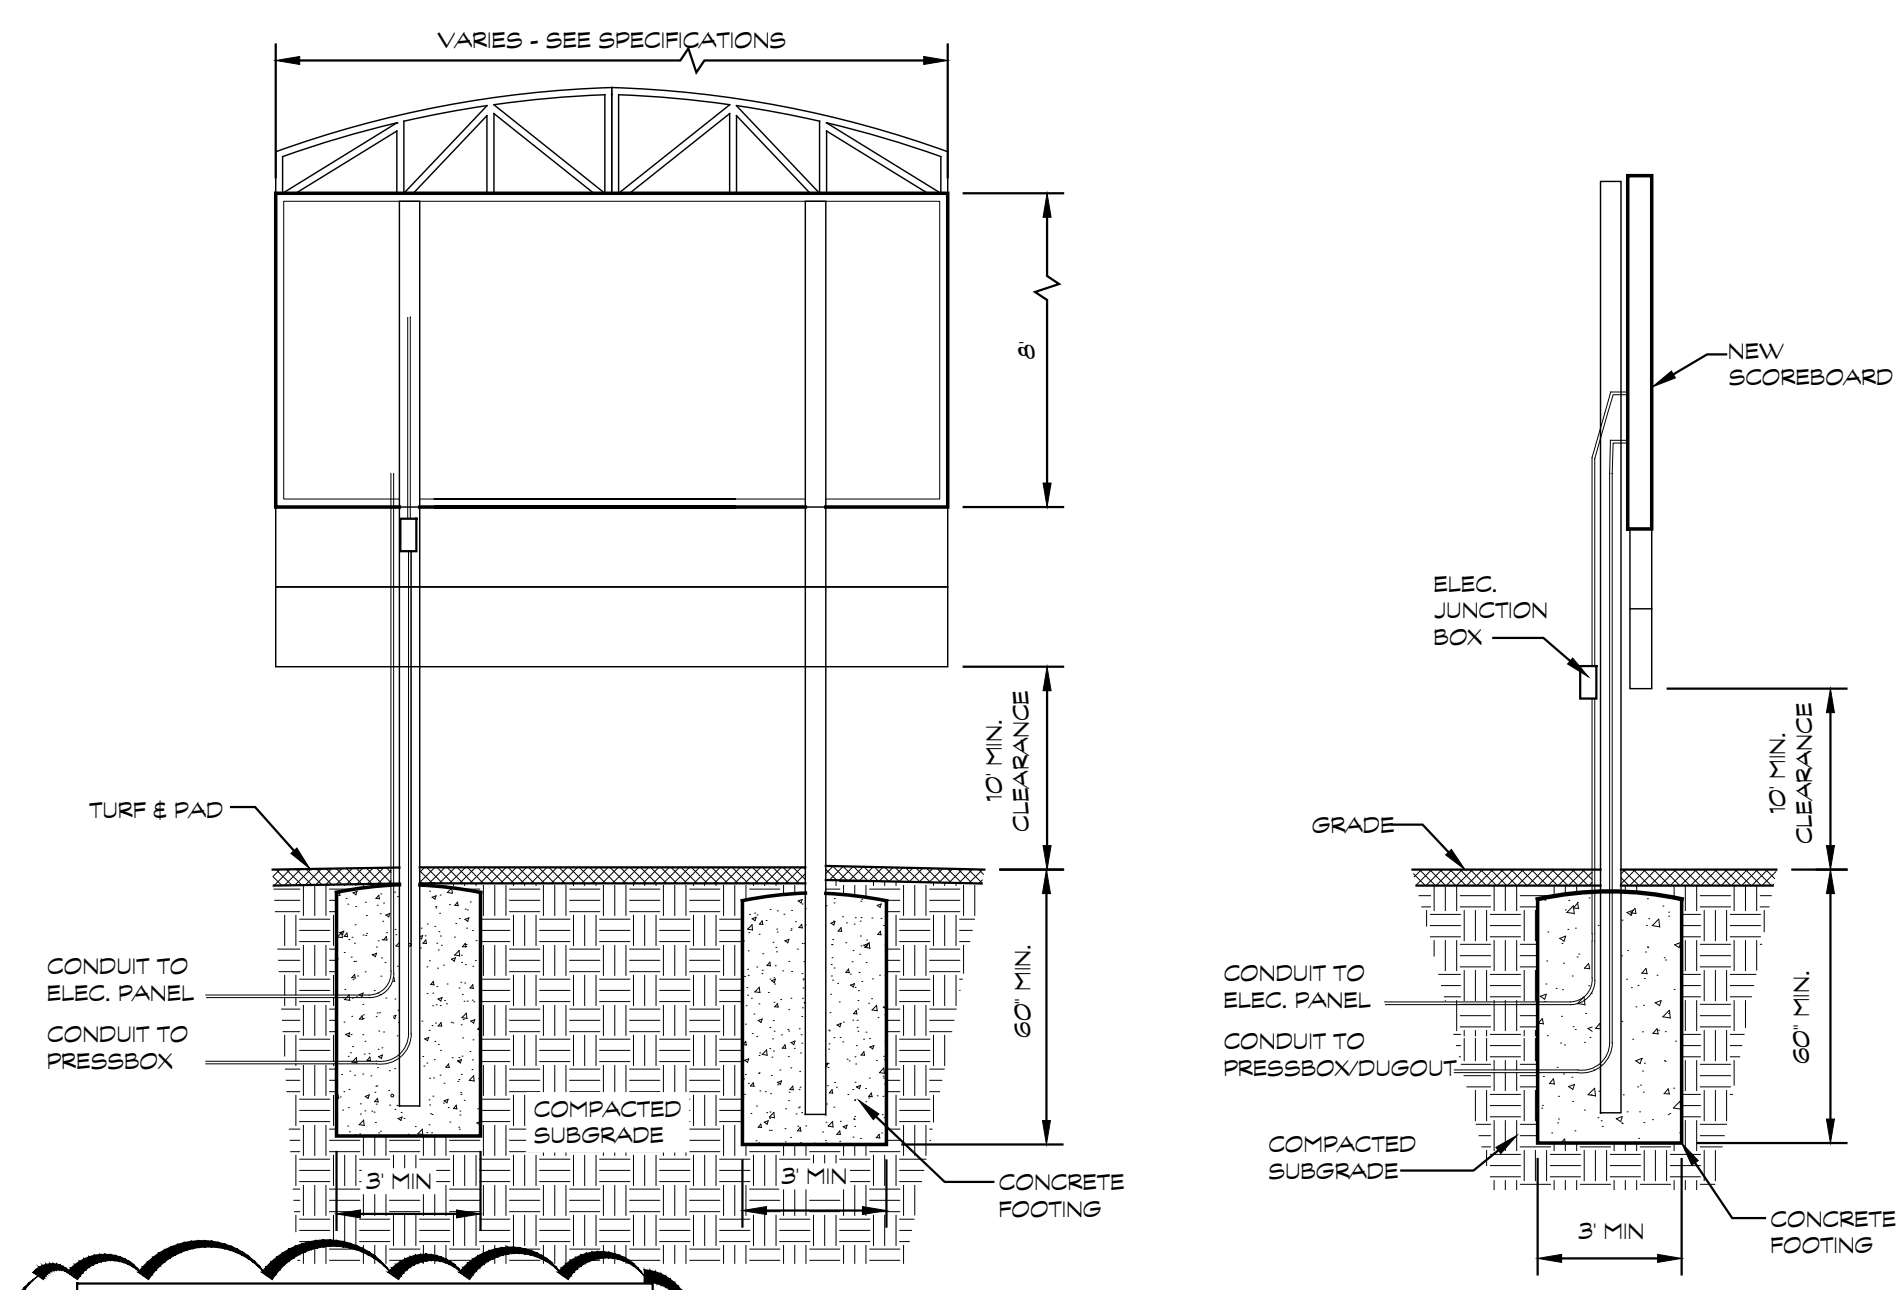 VARIES - SEE SPECIFICATIONS
8'
10' MIN.
CLEARANCE
TURF & PAD
60" MIN.
CONDUIT TO
ELEC. PANEL
CONDUIT TO
PRESSBOX
COMPACTED
SUBGRADE
3' MIN
3' MIN
CONCRETE
FOOTING
NEW
SCOREBOARD
ELEC.
JUNCTION
BOX
10' MIN.
CLEARANCE
GRADE
60" MIN.
CONDUIT TO
ELEC. PANEL
CONDUIT TO
PRESSBOX/DUGOUT
COMPACTED
SUBGRADE
3' MIN
CONCRETE
FOOTING